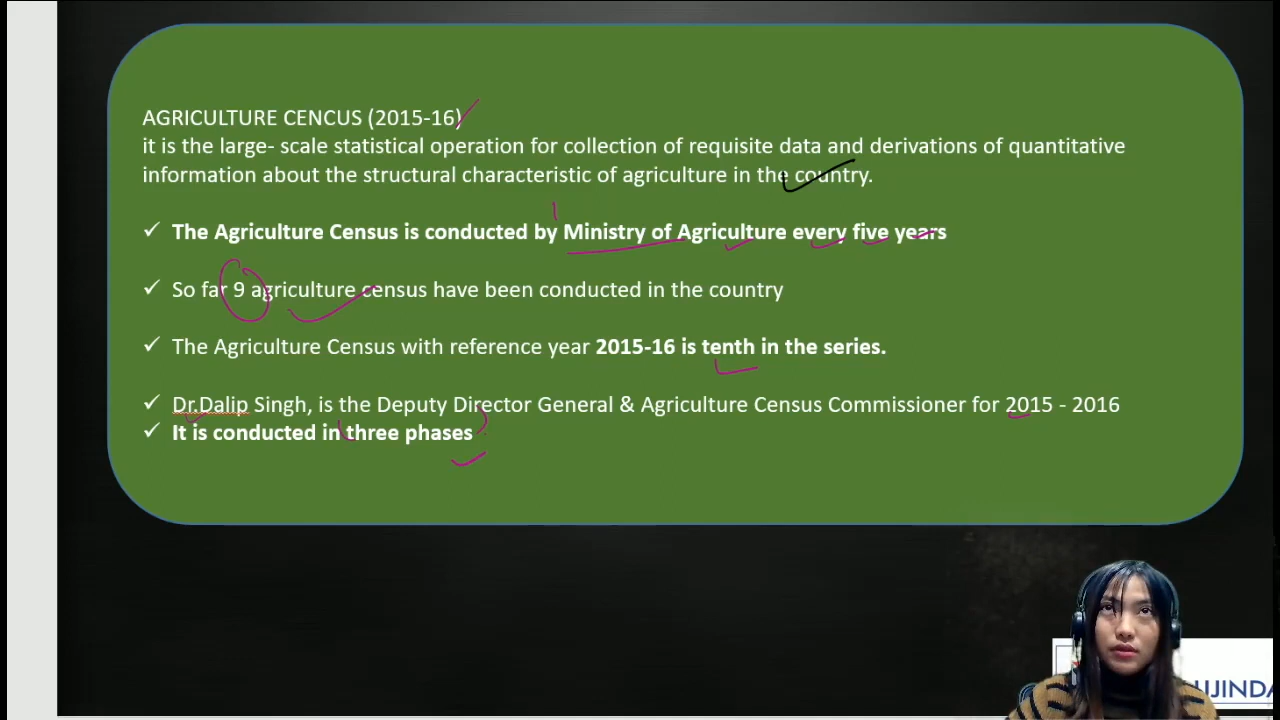 AGRICULTURE CENCUS (2015-16)
it is the large- scale statistical operation for collection of requisite data and derivations of quantitative
information about the structural characteristic of agriculture in the country.
✓ The Agriculture Census is conducted by Ministry of Agriculture every five years
✓ So far 9 agriculture census have been conducted in the country
✓ The Agriculture Census with reference year 2015-16 is tenth in the series.
✓ Dr.Dalip Singh, is the Deputy Director General & Agriculture Census Commissioner for 2015 - 2016
✓ It is conducted in three phases